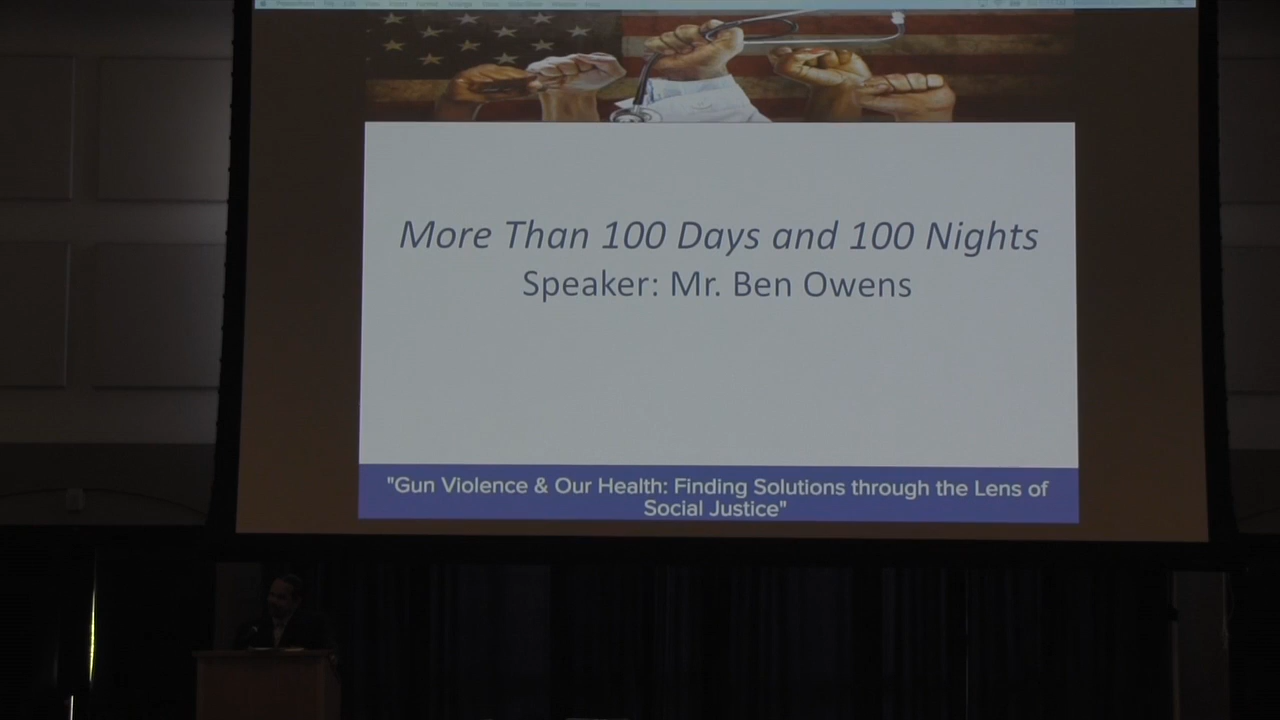 More Than 100 Days and 100 Nights
Speaker: Mr. Ben Owens
"Gun Violence & Our Health: Finding Solutions through the Lens of
Social Justice"